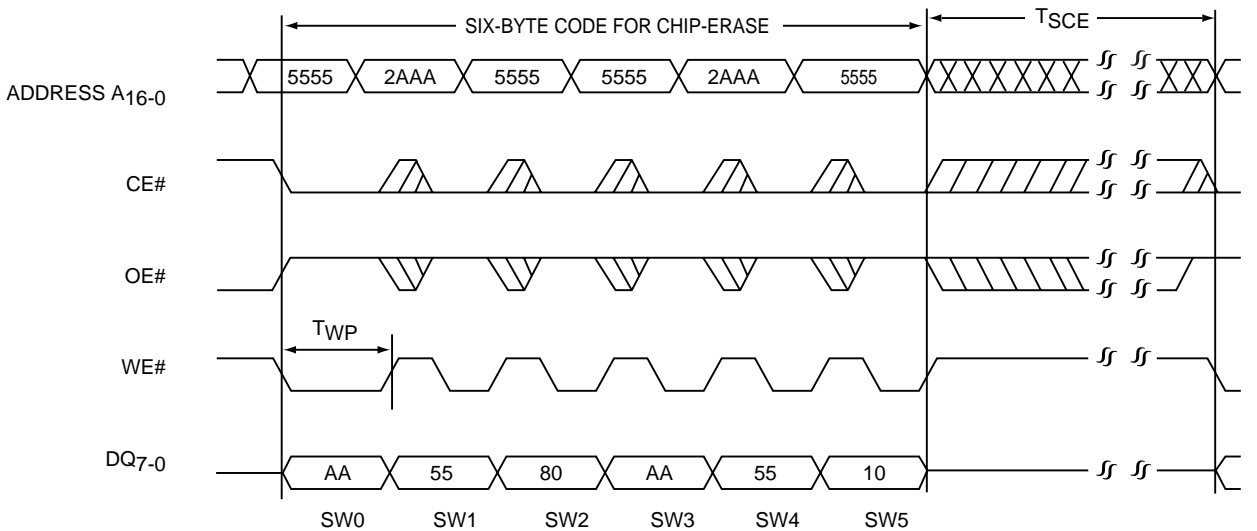 SIX-BYTE CODE FOR CHIP-ERASE TSCE
ADDRESS A16-0 5555 2AAA 5555 5555 2AAA 5555
CE#
OE#
TWP
WE#
DQ7-0 AA 55 80 AA 55 10
SW0 SW1 SW2 SW3 SW4 SW5